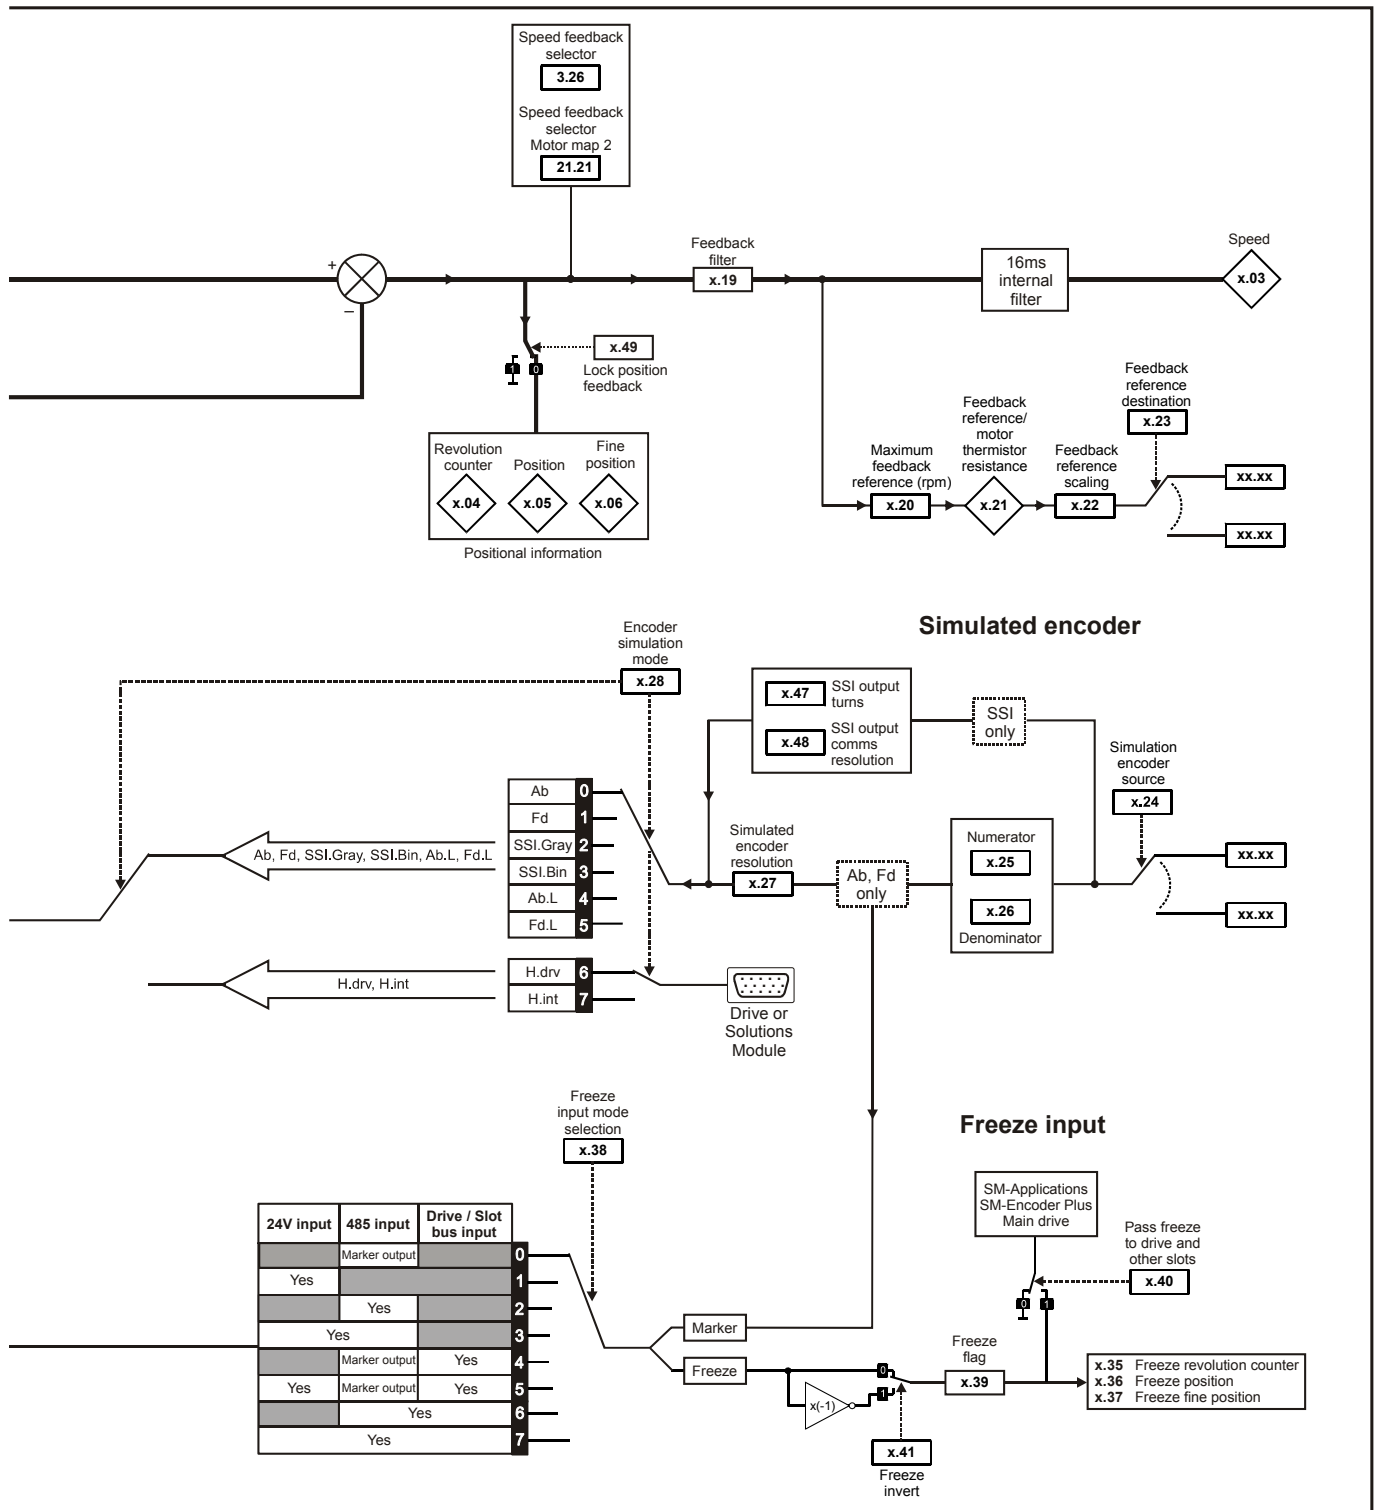 Speed feedback
selector
3.26
Speed feedback
selector
Motor map 2
21.21
+
–
Feedback
filter
x.19
16ms
internal
filter
Speed
x.03
1
0
x.49
Lock position
feedback
Revolution
counter
x.04
Position
x.05
Fine
position
x.06
Positional information
Maximum
feedback
reference (rpm)
x.20
Feedback
reference/
motor
thermistor
resistance
x.21
Feedback
reference
scaling
x.22
Feedback
reference
destination
x.23
xx.xx
xx.xx
Simulated encoder
Encoder
simulation
mode
x.28
x.47 SSI output
turns
x.48 SSI output
comms
resolution
SSI
only
Simulation
encoder
source
x.24
xx.xx
xx.xx
Numerator
x.25
x.26
Denominator
Ab, Fd
only
Simulated
encoder
resolution
x.27
Ab 0
Fd 1
SSI.Gray 2
SSI.Bin 3
Ab.L 4
Fd.L 5
H.drv 6
H.int 7
Ab, Fd, SSI.Gray, SSI.Bin, Ab.L, Fd.L
H.drv, H.int
Drive or
Solutions
Module
Freeze
input mode
selection
x.38
Freeze input
SM-Applications
SM-Encoder Plus
Main drive
Pass freeze
to drive and
other slots
x.40
0
1
24V input 485 input Drive / Slot
bus input
Marker output 0
Yes 1
Yes 2
Yes 3
Marker output Yes 4
Yes Marker output Yes 5
Yes 6
Yes 7
Marker
Freeze
x(-1)
0
1
x.41
Freeze
invert
Freeze
flag
x.39
x.35 Freeze revolution counter
x.36 Freeze position
x.37 Freeze fine position